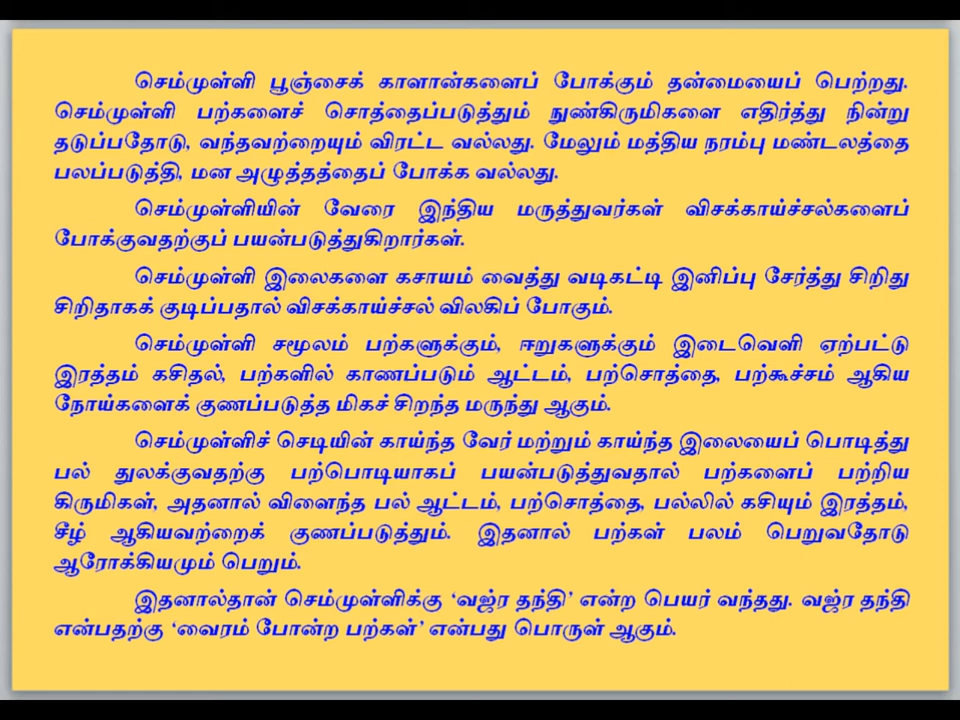 செம்முள்ளி பூஞ்சைக் காளான்களைப் போக்கும் தன்மையைப் பெற்றது.
செம்முள்ளி பற்களைச் சொத்தைப்படுத்தும் நுண்கிருமிகளை எதிர்த்து நின்று
தடுப்பதோடு, வந்தவற்றையும் விரட்ட வல்லது. மேலும் மத்திய நரம்பு மண்டலத்தை
பலப்படுத்தி, மன அழுத்தத்தைப் போக்க வல்லது.
செம்முள்ளியின் வேரை இந்திய மருத்துவர்கள் விசக்காய்ச்சல்களைப்
போக்குவதற்குப் பயன்படுத்துகிறார்கள்.
செம்முள்ளி இலைகளை கசாயம் வைத்து வடிகட்டி இனிப்பு சேர்த்து சிறிது
சிறிதாகக் குடிப்பதால் விசக்காய்ச்சல் விலகிப் போகும்.
செம்முள்ளி சமூலம் பற்களுக்கும், ஈறுகளுக்கும் இடைவெளி ஏற்பட்டு
இரத்தம் கசிதல், பற்களில் காணப்படும் ஆட்டம், பற்சொத்தை, பற்கூச்சம் ஆகிய
நோய்களைக் குணப்படுத்த மிகச் சிறந்த மருந்து ஆகும்.
செம்முள்ளிச் செடியின் காய்ந்த வேர் மற்றும் காய்ந்த இலையைப் பொடித்து
பல் துலக்குவதற்கு பற்பொடியாகப் பயன்படுத்துவதால் பற்களைப் பற்றிய
கிருமிகள், அதனால் விளைந்த பல் ஆட்டம், பற்சொத்தை, பல்லில் கசியும் இரத்தம்,
சீழ் ஆகியவற்றைக் குணப்படுத்தும். இதனால் பற்கள் பலம் பெறுவதோடு
ஆரோக்கியமும் பெறும்.
இதனால்தான் செம்முள்ளிக்கு ‘வஜ்ர தந்தி’ என்ற பெயர் வந்தது. வஜ்ர தந்தி
என்பதற்கு ‘வைரம் போன்ற பற்கள்’ என்பது பொருள் ஆகும்.